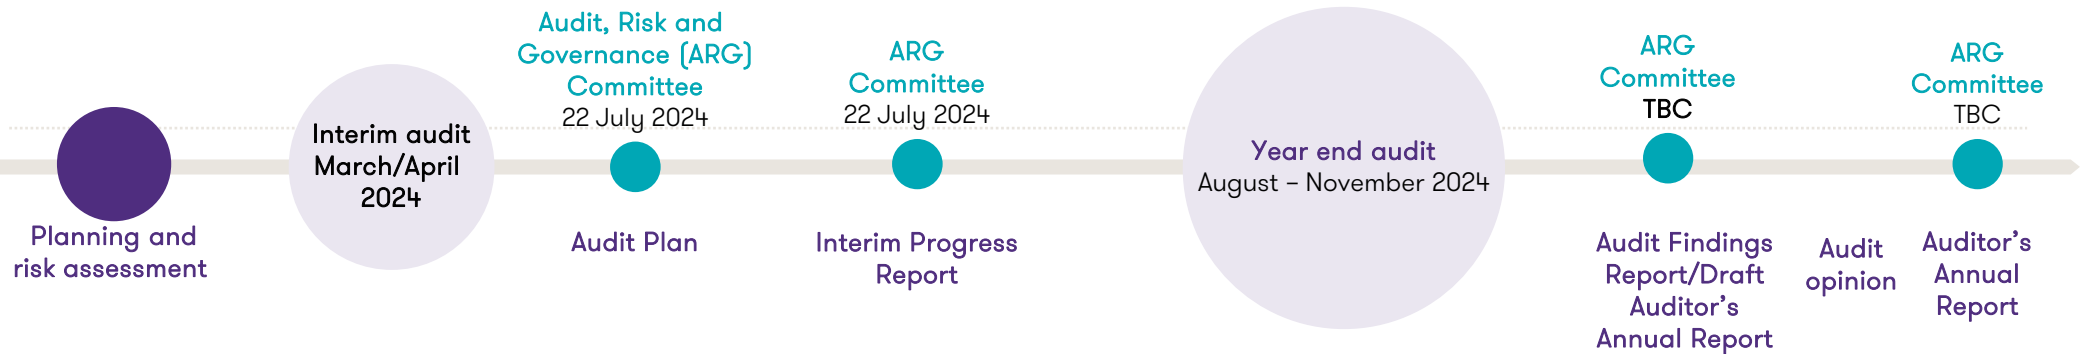 Planning and
risk assessment
Interim audit
March/April
2024
Audit, Risk and
Governance (ARG)
Committee
22 July 2024
Audit Plan
ARG
Committee
22 July 2024
Interim Progress
Report
Year end audit
August – November 2024
ARG
Committee
TBC
Audit Findings
Report/Draft
Auditor’s
Annual Report
Audit
opinion
ARG
Committee
TBC
Auditor’s
Annual
Report